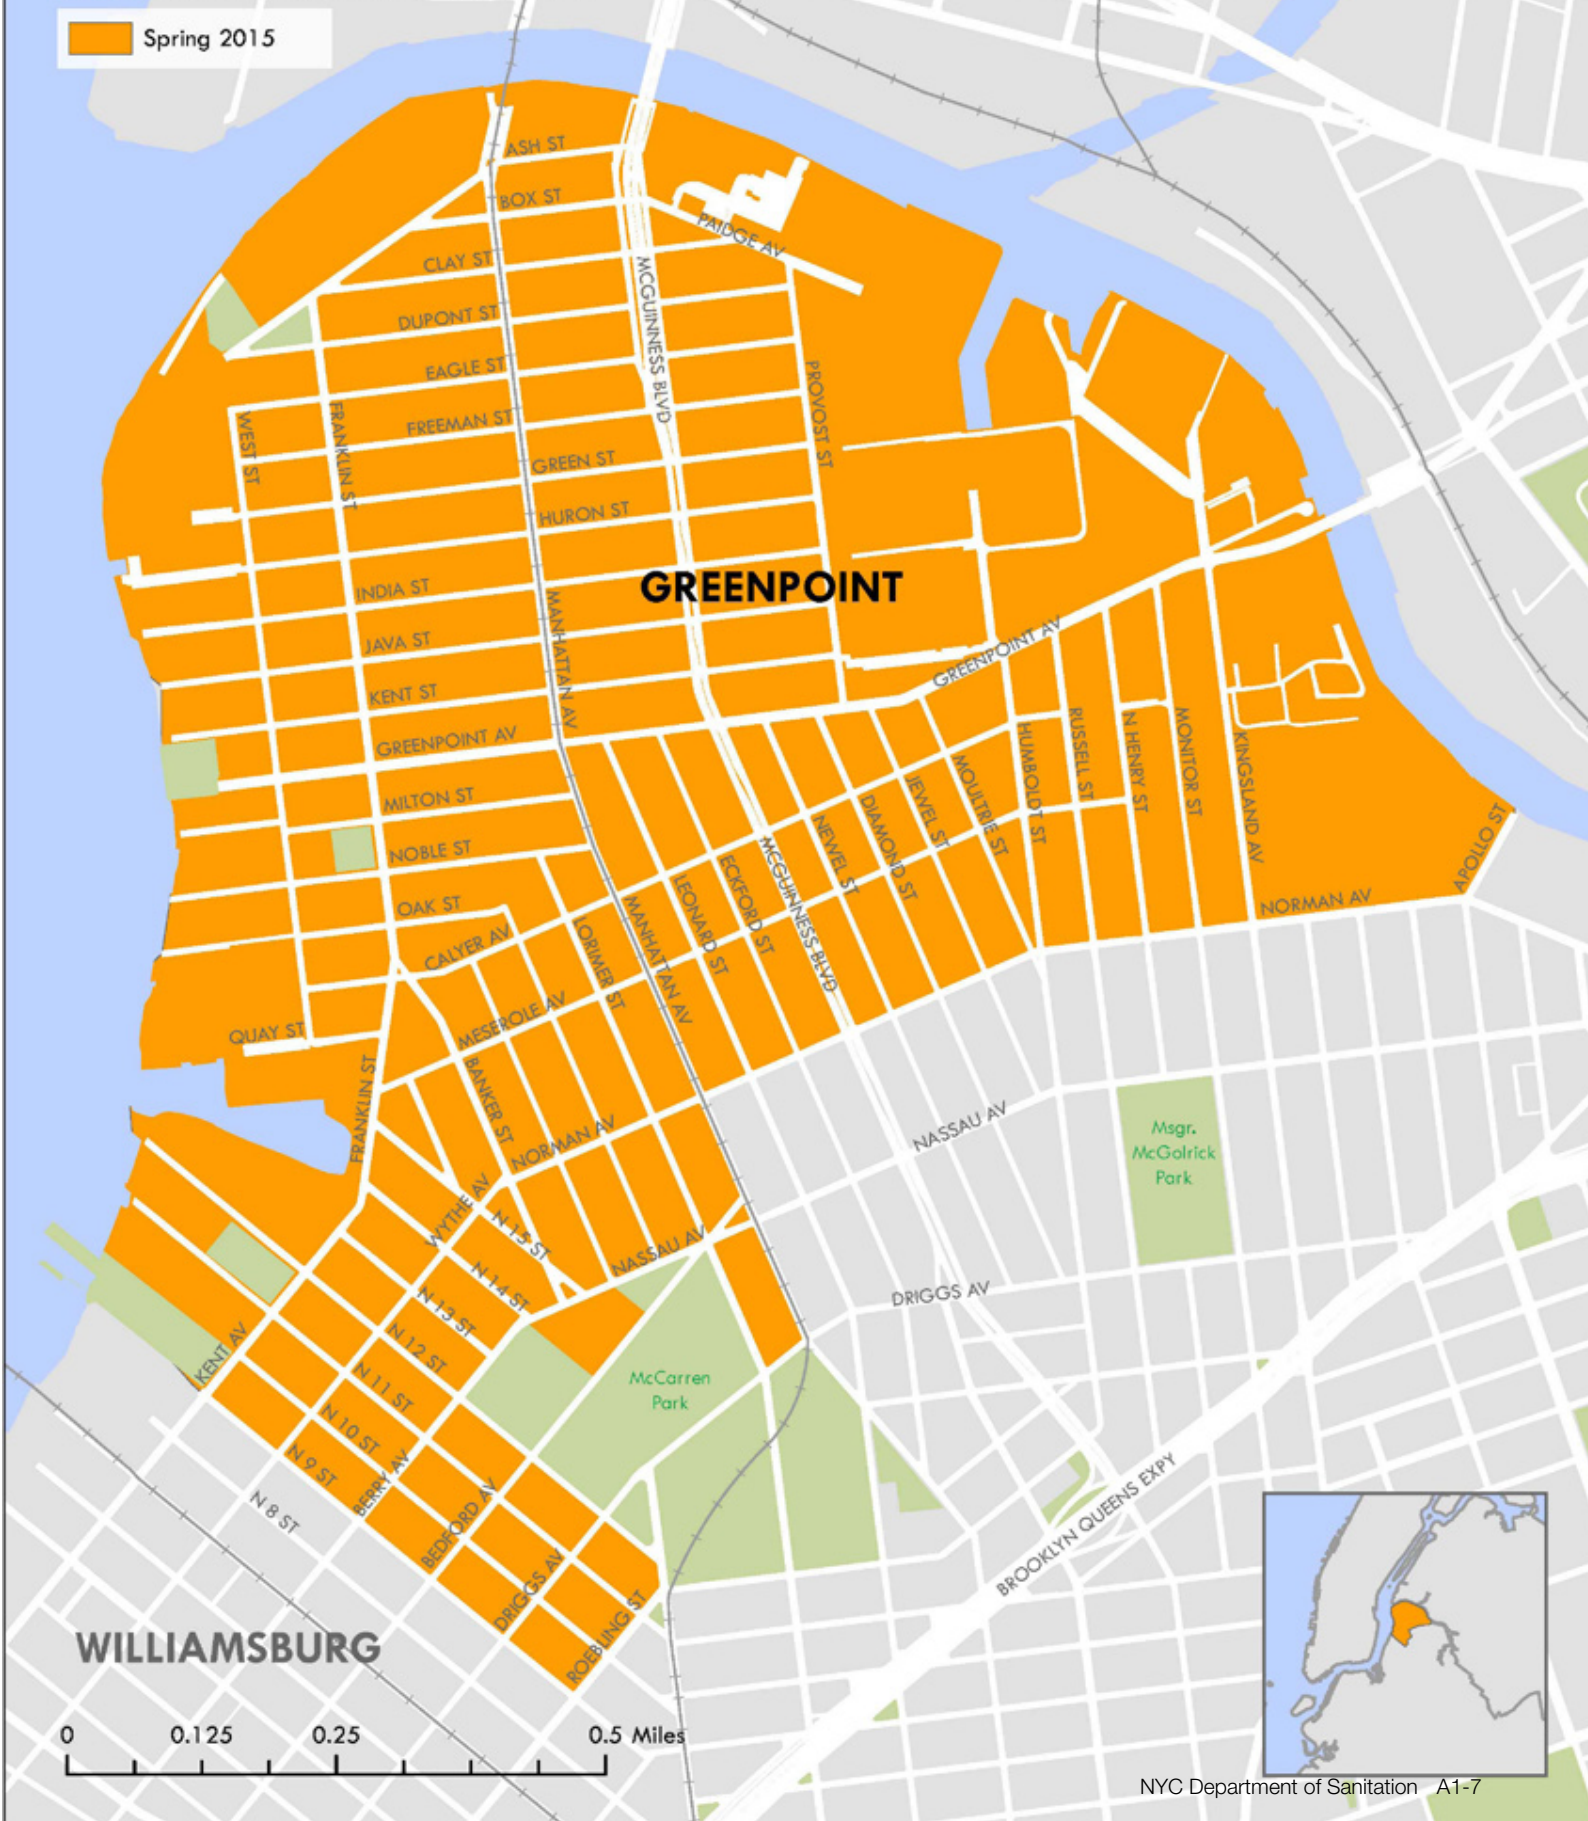 Spring 2015
ASH ST
BOX ST
PAIDGE AV
CLAY ST
MCGUINNESS BLVD
DUPONT ST
EAGLE ST
PROVOST ST
WEST ST
FRANKLIN ST
FREEMAN ST
GREEN ST
HURON ST
GREENPOINT
INDIA ST
MANHATTAN AV
JAVA ST
GREENPOINT AV
KENT ST
GREENPOINT AV
HUMBOLDT ST
RUSSELL ST
N HENRY ST
MONITOR ST
KINGSLAND AV
MOULTRIE ST
JEWEL ST
DIAMOND ST
NEWEL ST
MCGUINNESS BLVD
ECKFORD ST
LEONARD ST
MANHATTAN AV
LORIMER ST
MILTON ST
NOBLE ST
OAK ST
CALYER AV
APOLLO ST
NORMAN AV
MESEROLE AV
QUAY ST
FRANKLIN ST
BANKER ST
NORMAN AV
NASSAU AV
Msgr.
McGolrick
Park
WYTHE AV
N 15 ST
NASSAU AV
N 14 ST
N 13 ST
DRIGGS AV
N 12 ST
KENT AV
N 11 ST
McCarren
Park
N 10 ST
N 9 ST
BERRY AV
BEDFORD AV
N 8 ST
DRIGGS AV
ROEBLING ST
BROOKLYN QUEENS EXPY
WILLIAMSBURG
0 0.125 0.25 0.5 Miles
NYC Department of Sanitation A1-7